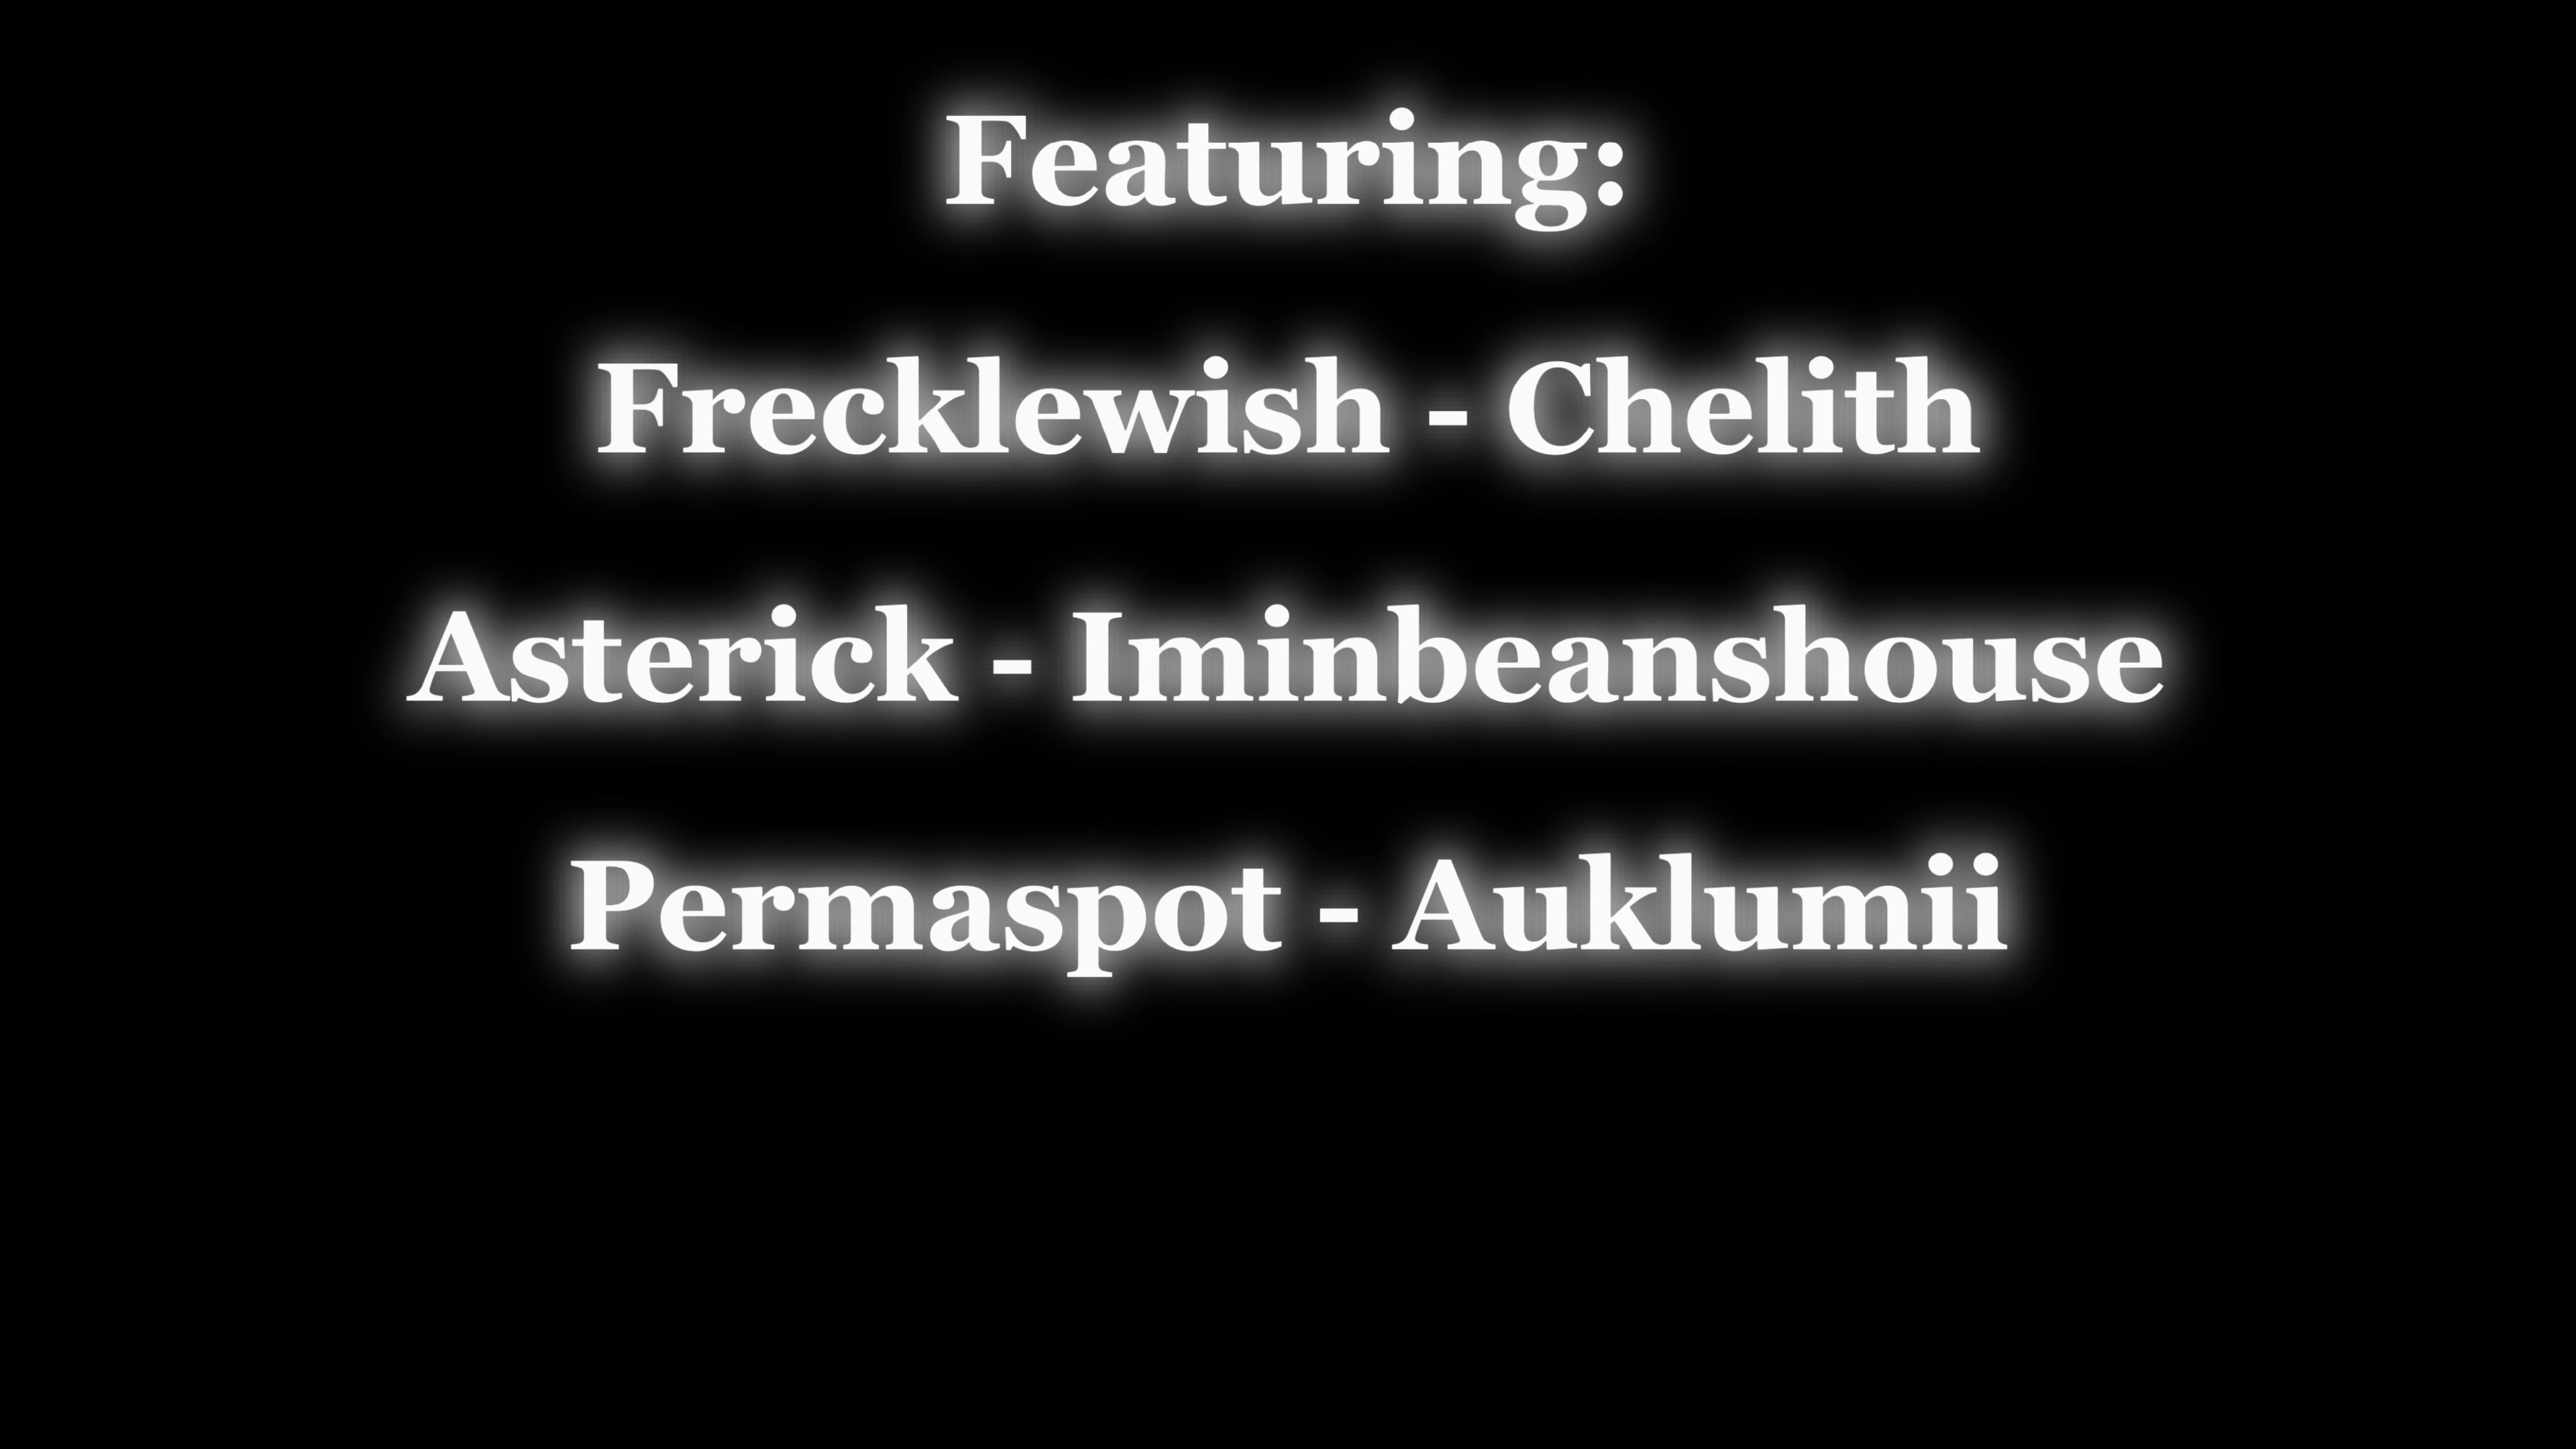 Featuring:
Frecklewish - Chelith
Asterick - Iminbeanshouse
Permaspot - Auklumii